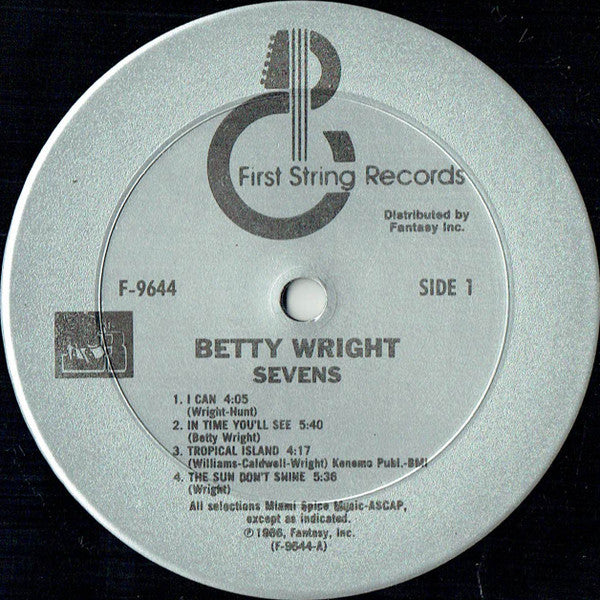 First String Records
Distributed by
Fantasy Inc.
F-9644
SIDE 1
BETTY WRIGHT
SEVENS
1. I CAN 4:05
(Wright-Hunt)
2. IN TIME YOU'LL SEE 5:40
(Betty Wright)
3. TROPICAL ISLAND 4:17
(Williams-Caldwell-Wright) Kenemo Publ.-BMI
4. THE SUN DON'T SHINE 5:36
(Wright)
All selections Miami Spice Music-ASCAP,
except as indicated.
℗ 1986, Fantasy, Inc.
(F-9644-A)